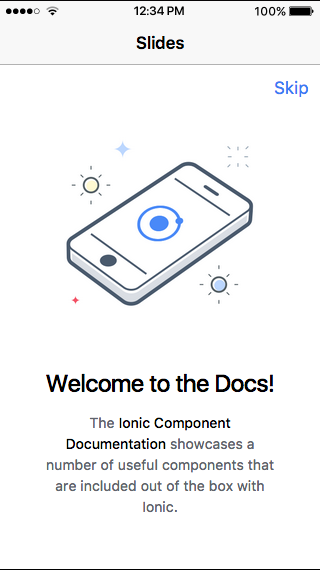 12:34 PM
100%
Slides
Skip
Welcome to the Docs!
The Ionic Component
Documentation showcases a
number of useful components that
are included out of the box with
Ionic.